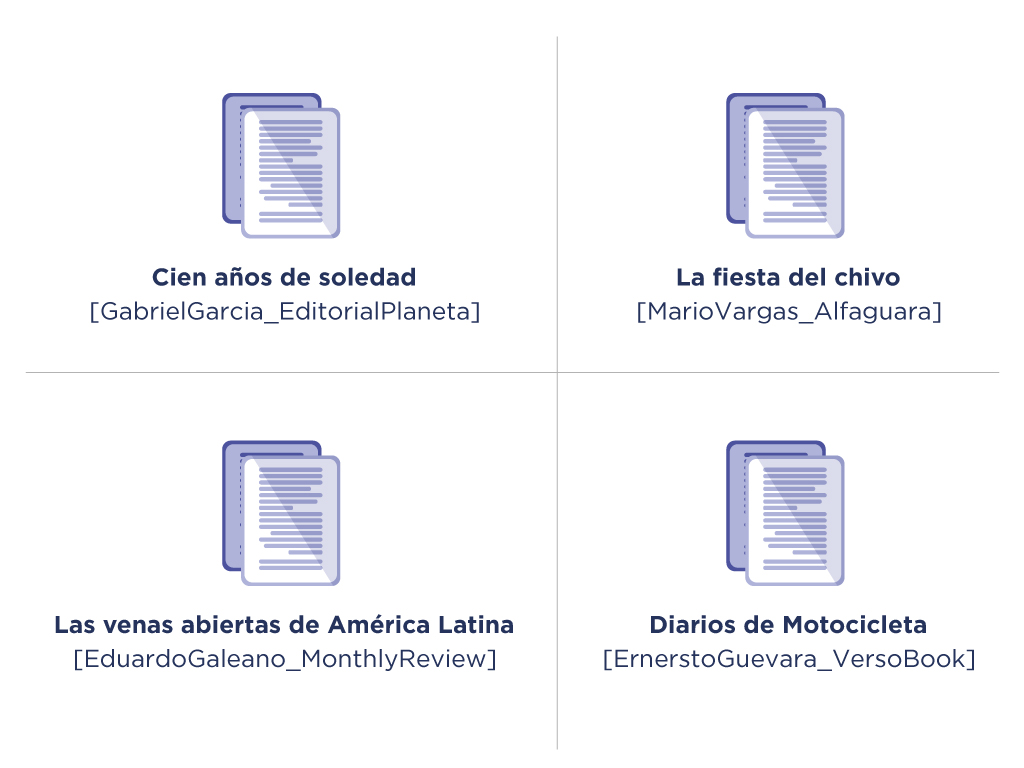 Cien años de soledad
[GabrielGarcia_EditorialPlaneta]
La fiesta del chivo
[MarioVargas_Alfaguara]
Las venas abiertas de América Latina
[EduardoGaleano_MonthlyReview]
Diarios de Motocicleta
[ErnerstoGuevara_VersoBook]